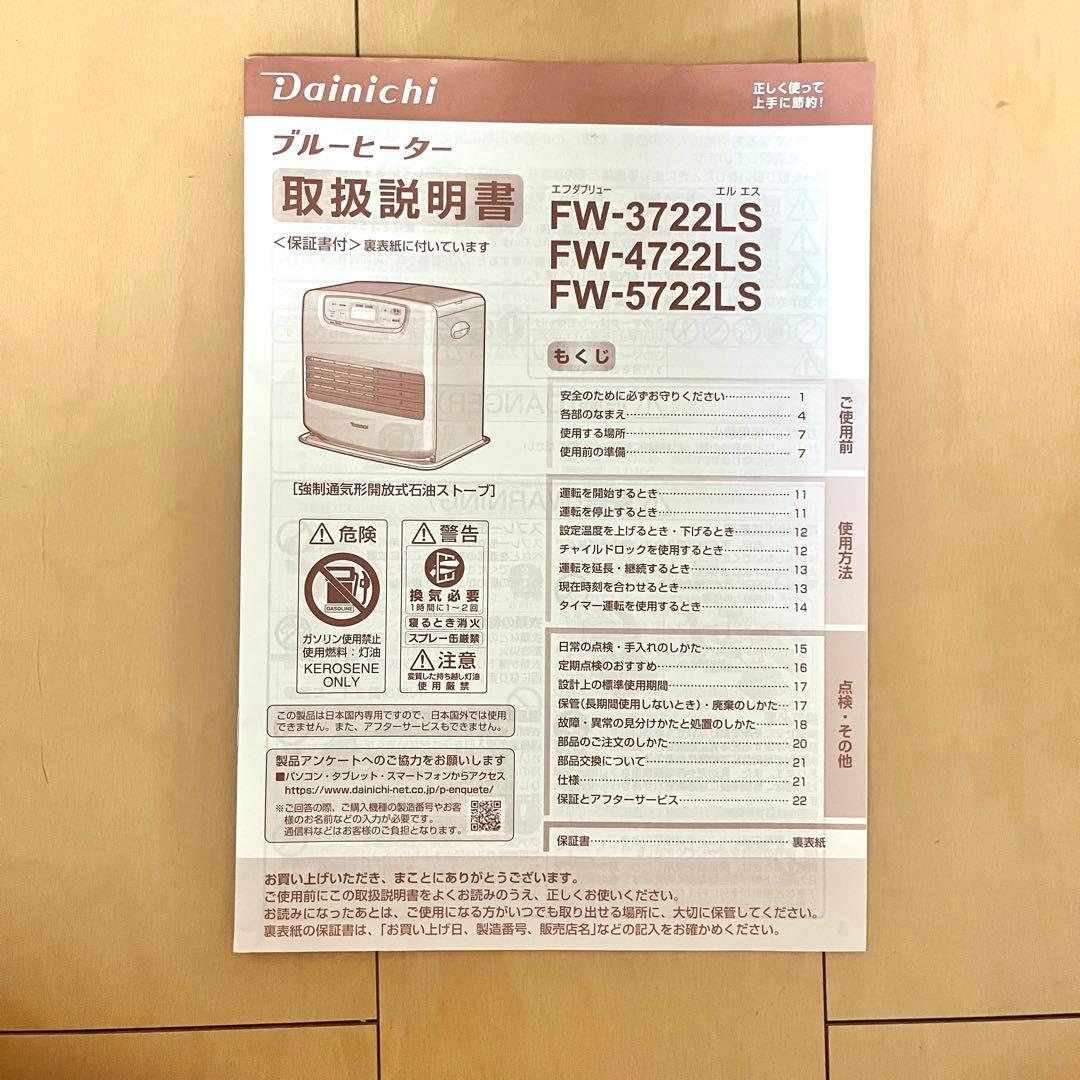 Dainichi
正しく使って
上手に節約!
ブルーヒーター
取扱説明書
<保証書付>裏表紙に付いています
エフダブリュー エル エス
FW-3722LS
FW-4722LS
FW-5722LS
[強制通気形開放式石油ストーブ]
危険
GASOLINE
ガソリン使用禁止
使用燃料:灯油
KEROSENE
ONLY
警告
換気必要
1時間に1~2回
寝るとき消火
スプレー缶厳禁
注意
変質した持ち越し灯油
使用厳禁
この製品は日本国内専用ですので、日本国外では使用
できません。また、アフターサービスもできません。
製品アンケートへのご協力をお願いします
■パソコン・タブレット・スマートフォンからアクセス
https://www.dainichi-net.co.jp/p-enquete/
※ご回答の際、ご購入機種の製造番号やお客
様のお名前などの入力が必要です。
通信料などはお客様のご負担となります。
もくじ
安全のために必ずお守りください………………1
各部のなまえ………………4
使用する場所………………7
使用前の準備………………7
ご使用前
運転を開始するとき………………11
運転を停止するとき………………11
設定温度を上げるとき・下げるとき………………12
チャイルドロックを使用するとき………………12
運転を延長・継続するとき………………13
現在時刻を合わせるとき………………13
タイマー運転を使用するとき………………14
使用方法
日常の点検・手入れのしかた………………15
定期点検のおすすめ………………16
設計上の標準使用期間………………17
保管(長期間使用しないとき)・廃棄のしかた…17
故障・異常の見分けかたと処置のしかた………18
部品のご注文のしかた………………20
部品交換について………………21
仕様………………21
保証とアフターサービス………………22
点検・その他
保証書………………裏表紙
お買い上げいただき、まことにありがとうございます。
ご使用前にこの取扱説明書をよくお読みのうえ、正しくお使いください。
お読みになったあとは、ご使用になる方がいつでも取り出せる場所に、大切に保管してください。
裏表紙の保証書は、「お買い上げ日、製造番号、販売店名」などの記入をお確かめください。